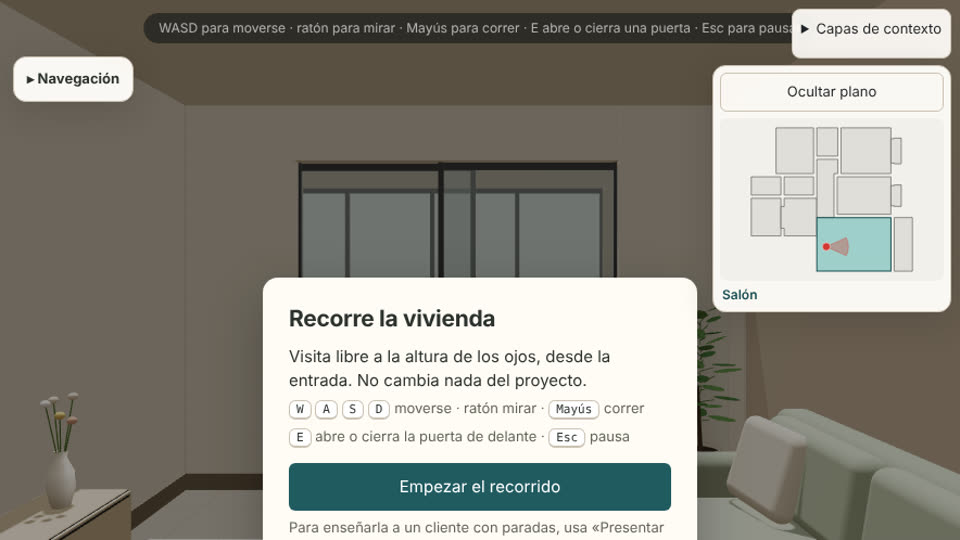 WASD para moverse · ratón para mirar · Mayús para correr · E abre o cierra una puerta · Esc para pausa
▶ Capas de contexto
▸ Navegación
Ocultar plano
Salón
Recorre la vivienda
Visita libre a la altura de los ojos, desde la
entrada. No cambia nada del proyecto.
W A S D moverse · ratón mirar · Mayús correr
E abre o cierra la puerta de delante · Esc pausa
Empezar el recorrido
Para enseñarla a un cliente con paradas, usa «Presentar